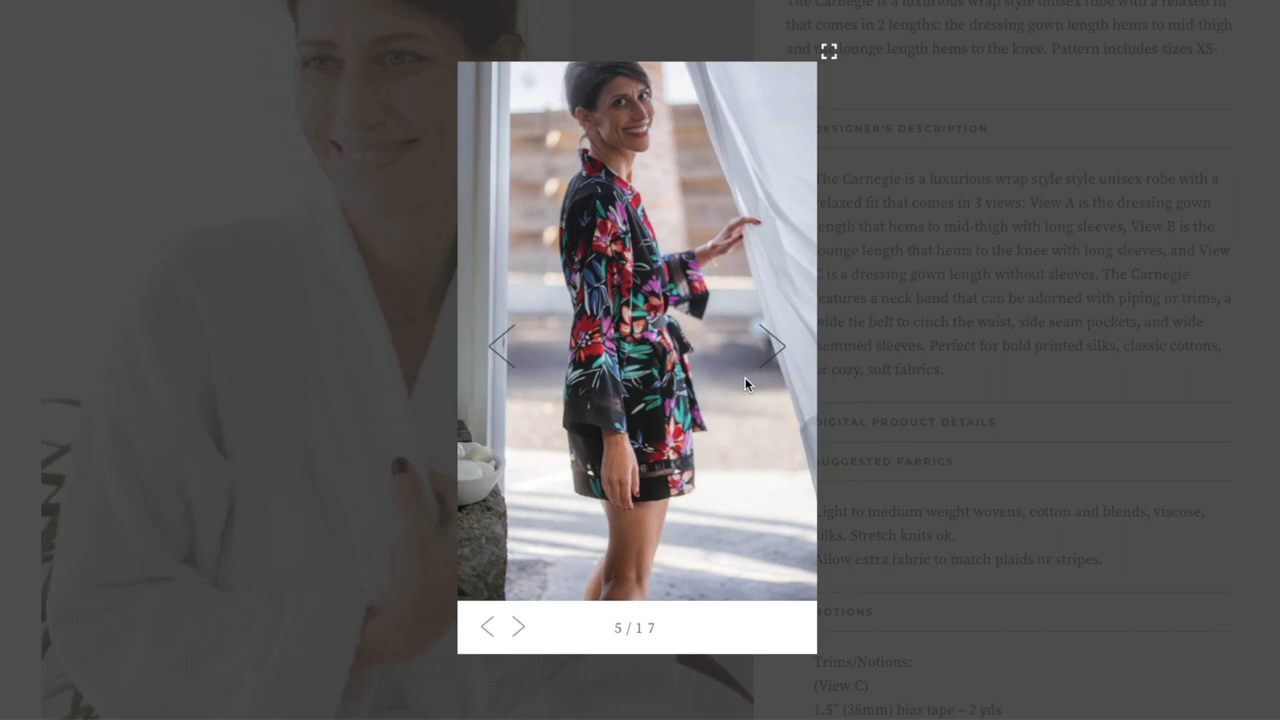 The Carnegie is a luxurious wrap style unisex robe with a relaxed fit
that comes in 2 lengths: the dressing gown length hems to mid-thigh
and lounge length hems to the knee. Pattern includes sizes XS-
DESIGNER'S DESCRIPTION
The Carnegie is a luxurious wrap style style unisex robe with a
relaxed fit that comes in 3 views: View A is the dressing gown
length that hems to mid-thigh with long sleeves, View B is the
lounge length that hems to the knee with long sleeves, and View
C is a dressing gown length without sleeves. The Carnegie
features a neck band that can be adorned with piping or trims, a
wide tie belt to cinch the waist, side seam pockets, and wide
hemmed sleeves. Perfect for bold printed silks, classic cottons,
or cozy, soft fabrics.
DIGITAL PRODUCT DETAILS
SUGGESTED FABRICS
Light to medium weight wovens, cotton and blends, viscose,
silks. Stretch knits ok.
Allow extra fabric to match plaids or stripes.
NOTIONS
Trims/Notions:
(View C)
1.5" (38mm) bias tape – 2 yds
5/17